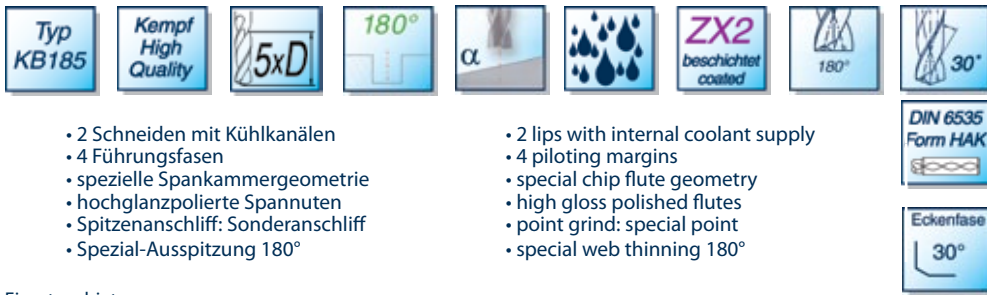 Typ
KB185
Kempf
High
Quality
5xD
180°
α
ZX2
beschichtet
coated
180°
30°
DIN 6535
Form HAK
Eckenfase
30°
• 2 Schneiden mit Kühlkanälen
• 4 Führungsfasen
• spezielle Spankammergeometrie
• hochglanzpolierte Spannuten
• Spitzenanschliff: Sonderanschliff
• Spezial-Ausspitzung 180°
• 2 lips with internal coolant supply
• 4 piloting margins
• special chip flute geometry
• high gloss polished flutes
• point grind: special point
• special web thinning 180°